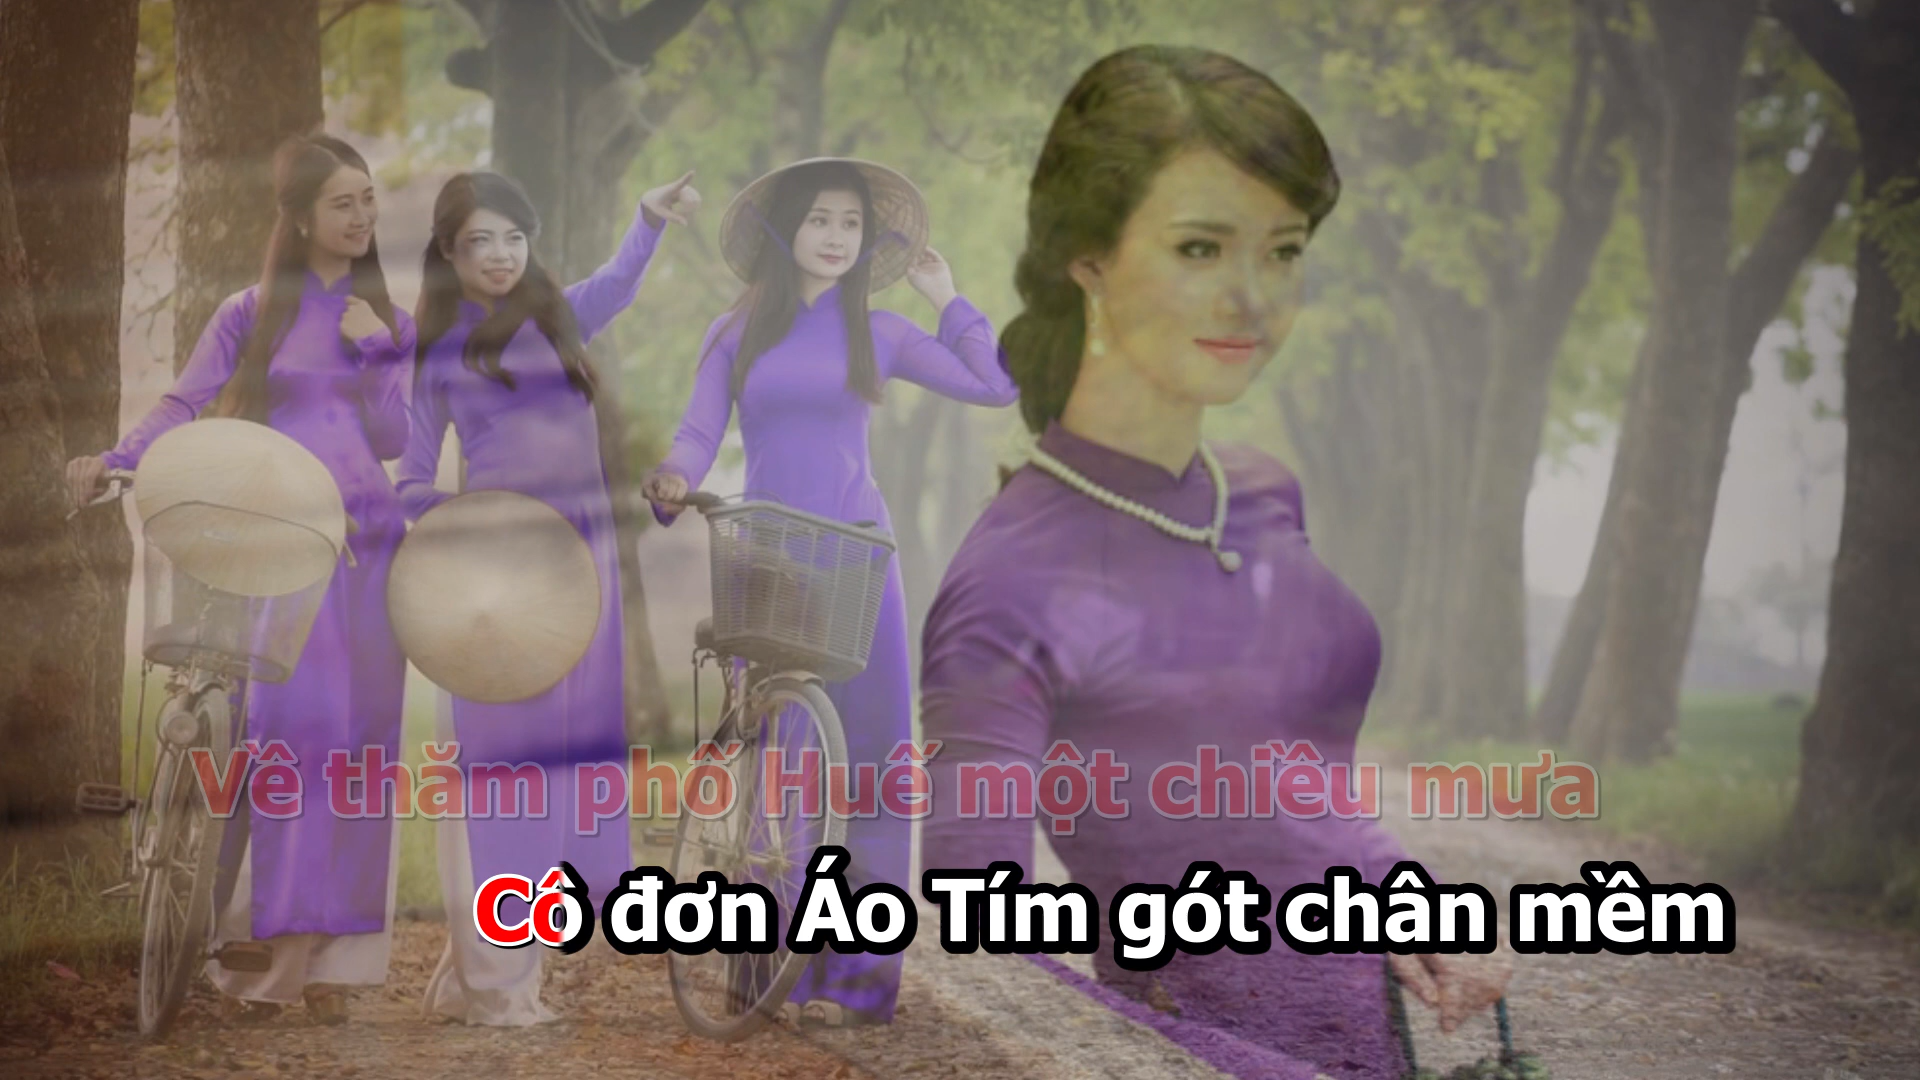 Về thăm phố Huế một chiều mưa
Cô đơn Áo Tím gót chân mềm